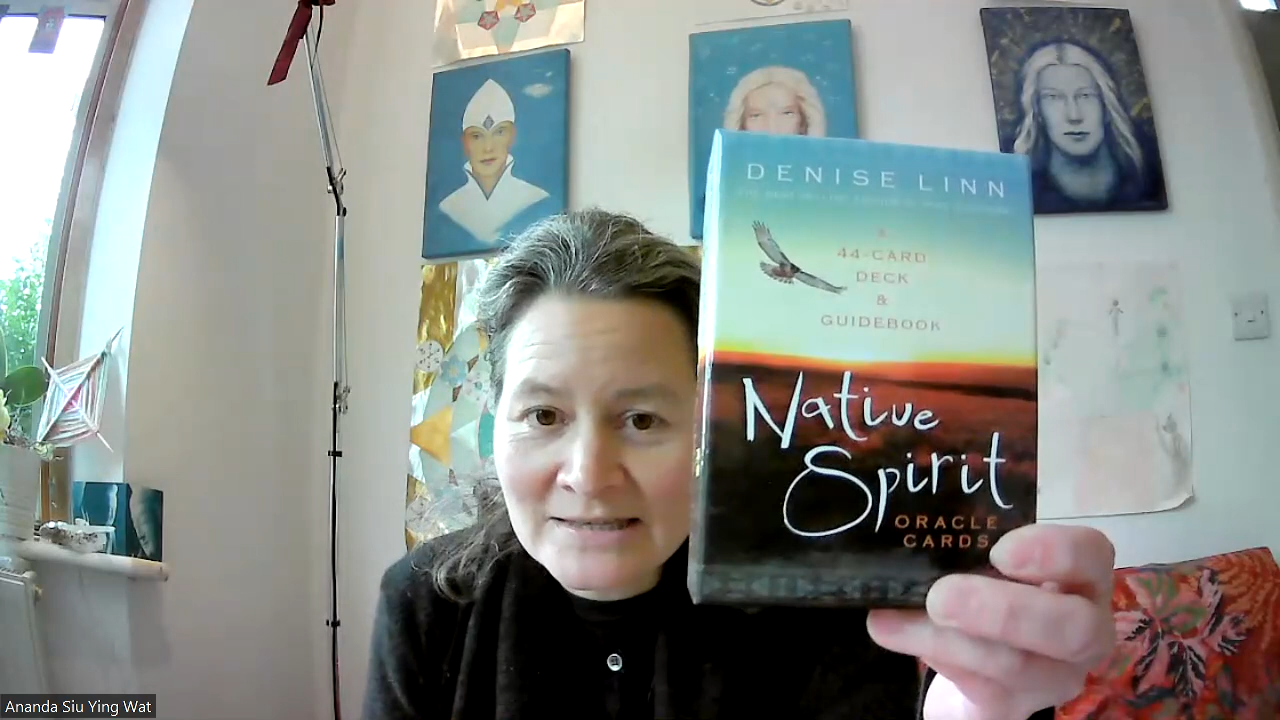 DENISE LINN
44-CARD
DECK
&
GUIDEBOOK
Native
Spirit
ORACLE
CARDS
Ananda Siu Ying Wat